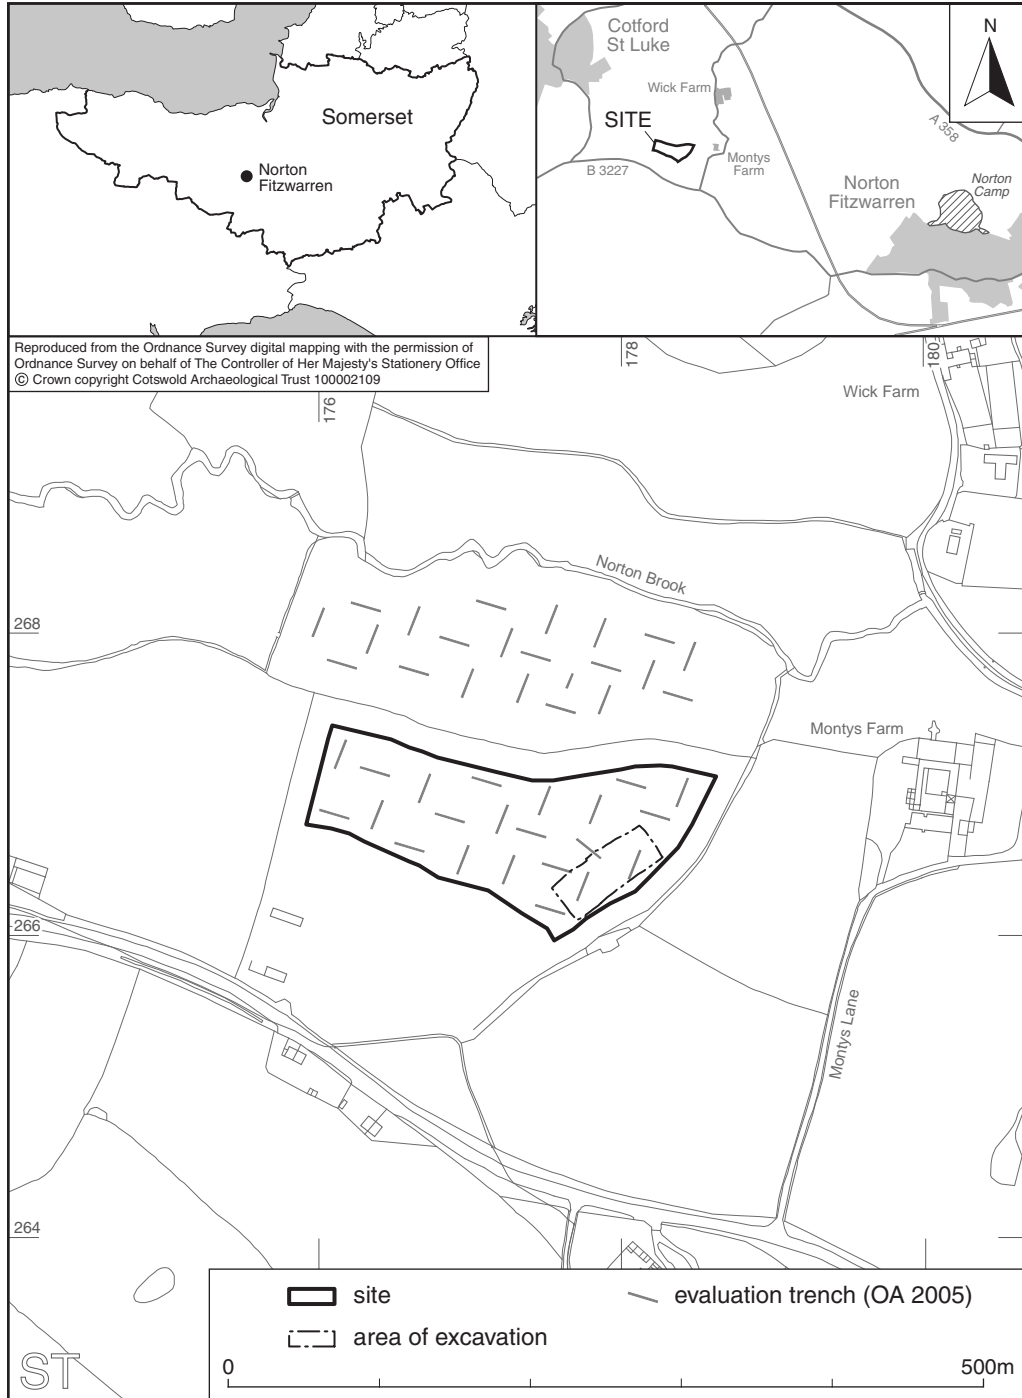 Somerset
Norton
Fitzwarren
Cotford
St Luke
Wick Farm
SITE
B 3227
Montys
Farm
A 358
Norton
Fitzwarren
Norton
Camp
N
Reproduced from the Ordnance Survey digital mapping with the permission of
Ordnance Survey on behalf of The Controller of Her Majesty's Stationery Office
© Crown copyright Cotswold Archaeological Trust 100002109
176
178
180
Wick Farm
Norton Brook
268
Montys Farm
266
Montys Lane
264
site
evaluation trench (OA 2005)
area of excavation
ST
0
500m